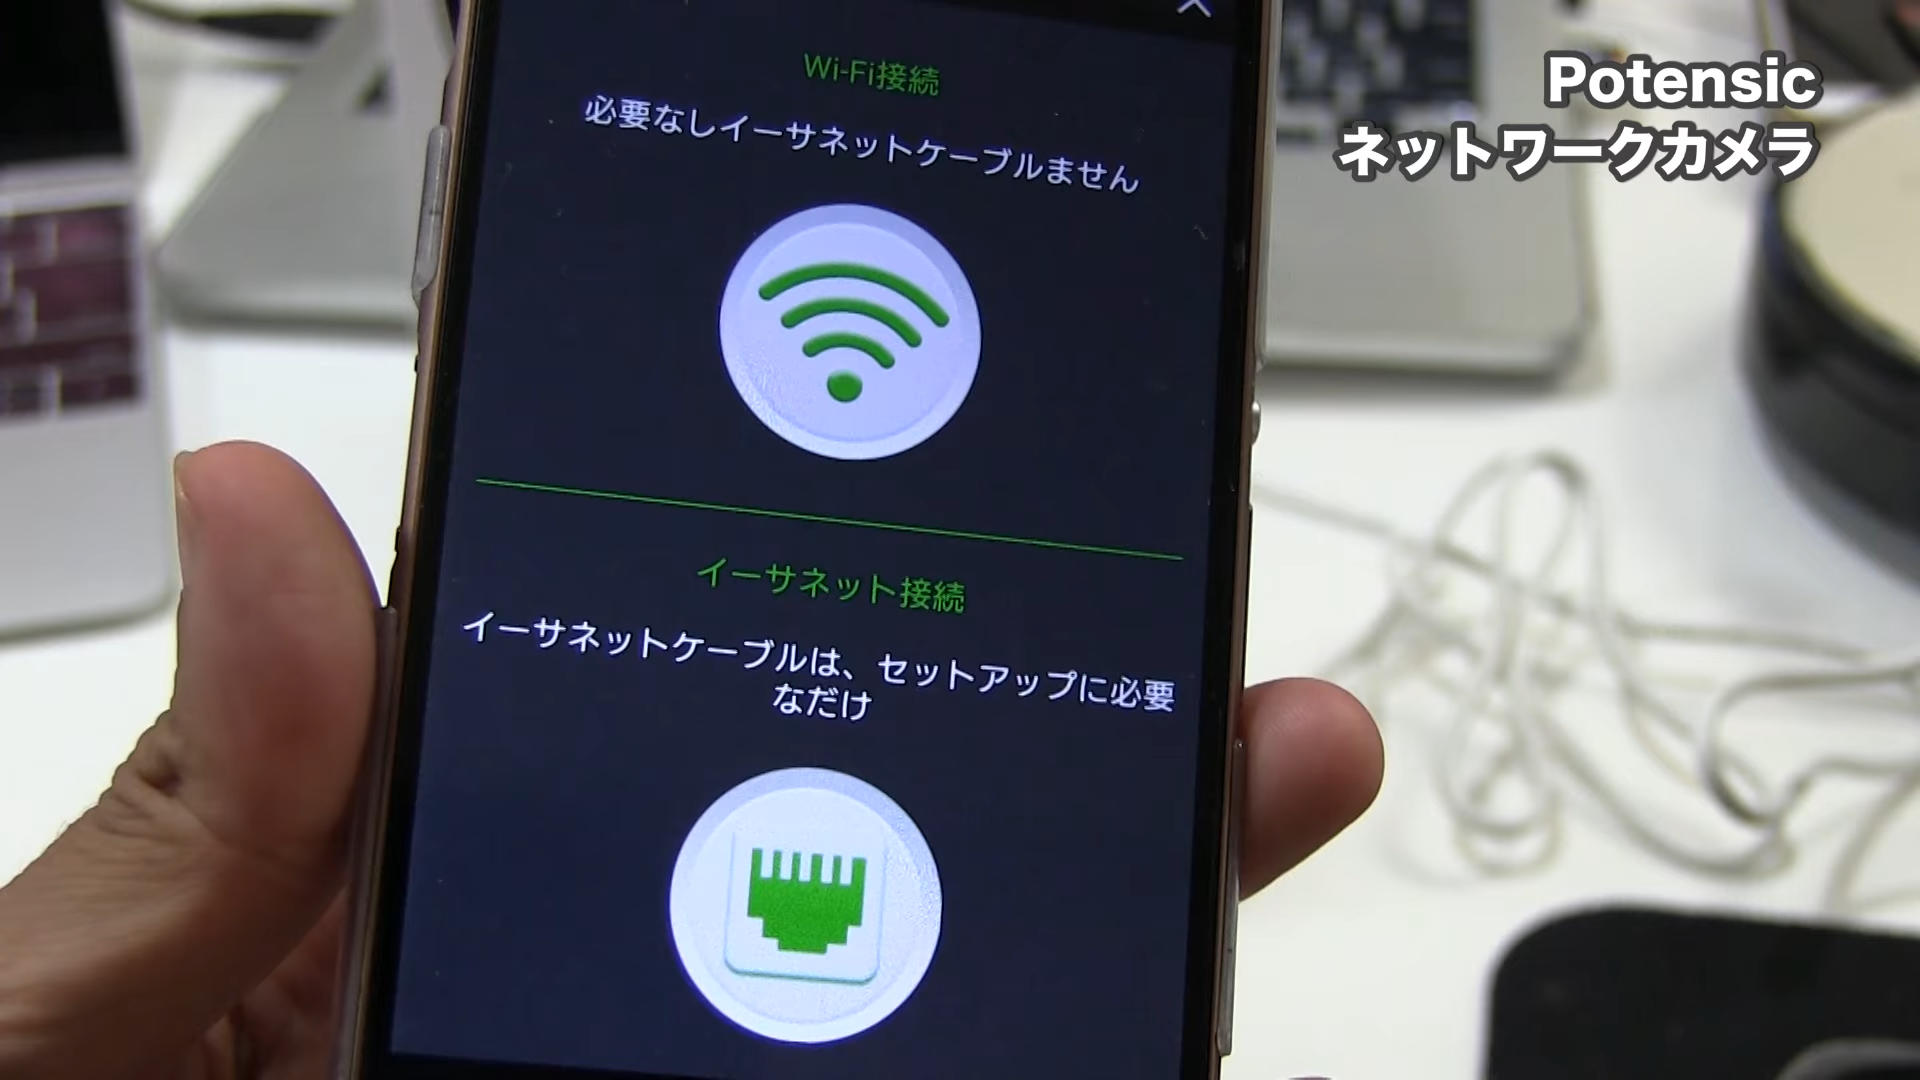 Potensic
ネットワークカメラ
Wi-Fi接続
必要なしイーサネットケーブルません
イーサネット接続
イーサネットケーブルは、セットアップに必要
なだけ